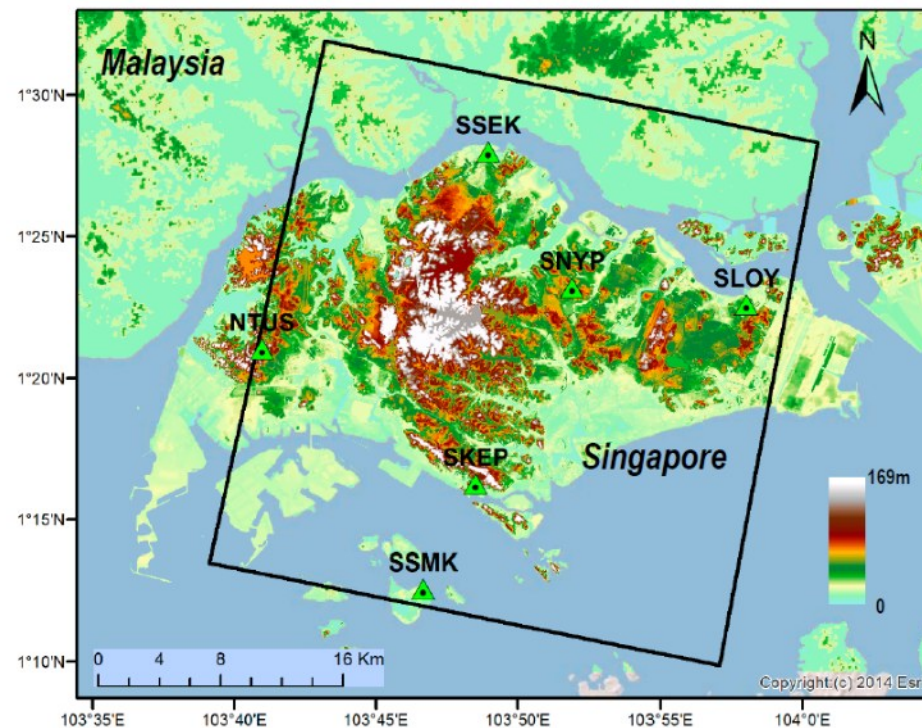 Malaysia
N
1°30'N
SSEK
1°25'N
SNYP
SLOY
NTUS
1°20'N
SKEP
Singapore
169m
1°15'N
SSMK
0
0 4 8 16 Km
1°10'N
Copyright:(c) 2014 Esr
103°35'E 103°40'E 103°45'E 103°50'E 103°55'E 104°0'E